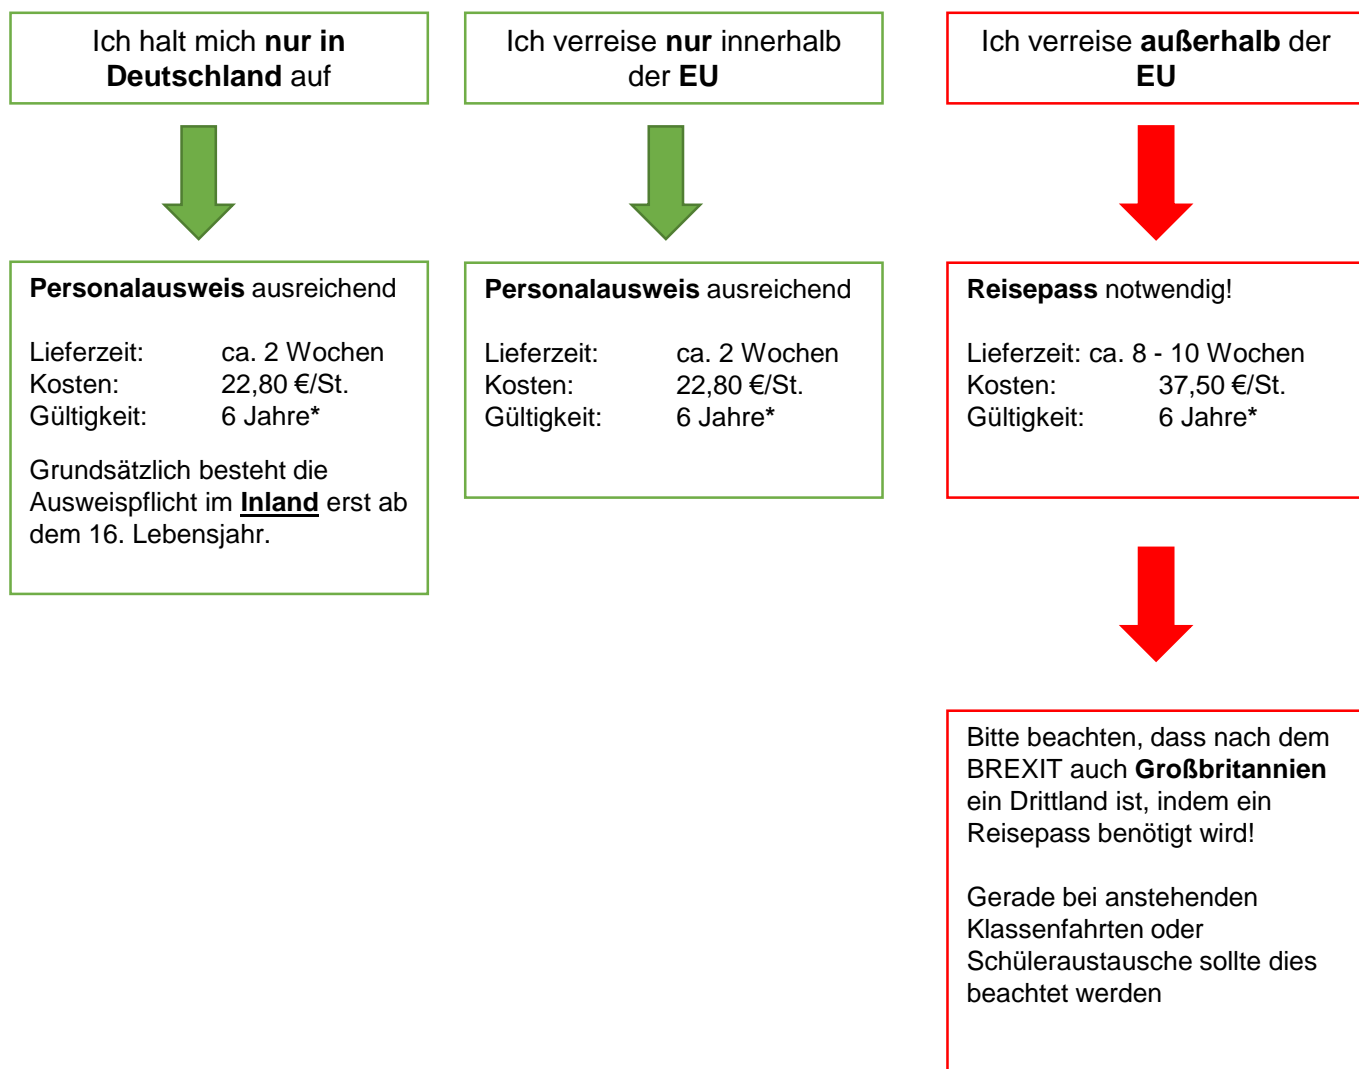 Ich halt mich nur in
Deutschland auf
Ich verreise nur innerhalb
der EU
Ich verreise außerhalb der
EU
Personalausweis ausreichend
Lieferzeit: ca. 2 Wochen
Kosten: 22,80 €/St.
Gültigkeit: 6 Jahre*
Grundsätzlich besteht die
Ausweispflicht im Inland erst ab
dem 16. Lebensjahr.
Personalausweis ausreichend
Lieferzeit: ca. 2 Wochen
Kosten: 22,80 €/St.
Gültigkeit: 6 Jahre*
Reisepass notwendig!
Lieferzeit: ca. 8 - 10 Wochen
Kosten: 37,50 €/St.
Gültigkeit: 6 Jahre*
Bitte beachten, dass nach dem
BREXIT auch Großbritannien
ein Drittland ist, indem ein
Reisepass benötigt wird!
Gerade bei anstehenden
Klassenfahrten oder
Schüleraustausche sollte dies
beachtet werden